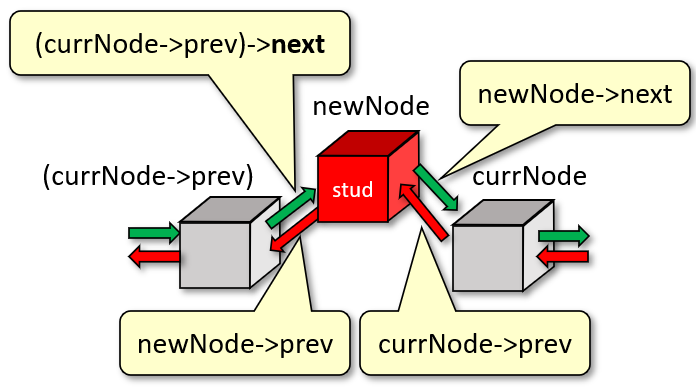 (currNode->prev)->next
newNode
newNode->next
(currNode->prev)
stud
currNode
newNode->prev
currNode->prev